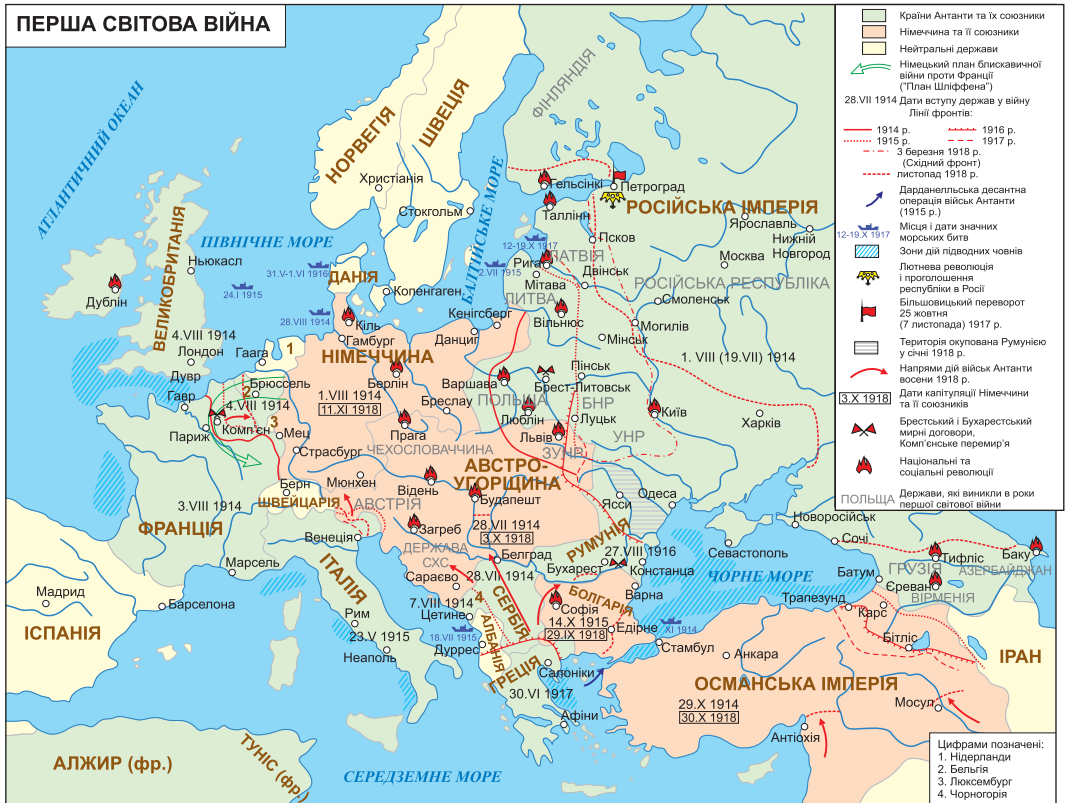 ПЕРША СВІТОВА ВІЙНА
Країни Антанти та їх союзники
Німеччина та її союзники
Нейтральні держави
Німецький план блискавичної
війни проти Франції
("План Шліффена")
28.VII 1914 Дати вступу держав у війну
Лінії фронтів:
1914 р.
1916 р.
1915 р.
1917 р.
З березня 1918 р.
(Східний фронт)
листопад 1918 р.
Дарданелльська десантна
операція військ Антанти
(1915 р.)
12-19.X 1917
Місця і дати значних
морських битв
Зони дій підводних човнів
Лютнева революція
і проголошення
республіки в Росії
Більшовицький переворот
25 жовтня
(7 листопада) 1917 р.
Територія окупована Румунією
у січні 1918 р.
Напрями дій військ Антанти
восени 1918 р.
3.X 1918
Дати капітуляції Німеччини
та її союзників
Брестський і Бухарестський
мирні договори,
Комп'єнське перемир'я
Національні та
соціальні революції
ПОЛЬЩА
Держави, які виникли в роки
першої світової війни
АТЛАНТИЧНИЙ ОКЕАН
ПІВНІЧНЕ МОРЕ
БАЛТІЙСЬКЕ МОРЕ
НОРВЕГІЯ
ШВЕЦІЯ
ФІНЛЯНДІЯ
Христіанія
Стокгольм
Гельсінкі
Петроград
Таллінн
РОСІЙСЬКА ІМПЕРІЯ
Ярославль
Нижній
Новгород
Псков
Москва
12-19.X 1917
ЛАТВІЯ
Рига
Двінськ
Мітава
РОСІЙСЬКА РЕСПУБЛІКА
Смоленськ
ЛИТВА
Вільнюс
Могилів
Мінськ
1. VIII (19.VII) 1914
ВЕЛИКОБРИТАНІЯ
Ньюкасл
Дублін
31.V-1.VI 1916
24.I 1915
2.VII 1915
28.VIII 1914
ДАНІЯ
Копенгаген
Кіль
Гамбург
Кенігсберг
Данциг
4.VIII 1914
Лондон
Дувр
Гаага
1
НІМЕЧЧИНА
Берлін
1.VIII 1914
11.XI 1918
Бреслау
Варшава
ПОЛЬЩА
Люблін
Брест-Литовськ
Пінськ
БНР
Луцьк
Київ
Харків
УНР
ЗУНР
Львів
Гавр
2
Брюссель
4.VIII 1914
Комп'єн
3
Париж
Мец
Страсбург
Прага
ЧЕХОСЛОВАЧЧИНА
Мюнхен
АВСТРО-
УГОРЩИНА
Відень
Будапешт
АВСТРІЯ
28.VII 1914
3.X 1918
Берн
ШВЕЙЦАРІЯ
3.VIII 1914
ФРАНЦІЯ
Венеція
Загреб
ДЕРЖАВА
СХС
Ясси
Одеса
РУМУНІЯ
27.VIII 1916
Бухарест
Констанца
Белград
28.VII 1914
Сараєво
СЕРБІЯ
7.VIII 1914
4
Цетинє
18.VII 1915
Дуррес
АЛБАНІЯ
БОЛГАРІЯ
Варна
Софія
14.X 1915
29.IX 1918
Едірне
XI 1914
ГРЕЦІЯ
Салоніки
30.VI 1917
Афіни
Марсель
ІТАЛІЯ
Рим
23.V 1915
Неаполь
Мадрид
Барселона
ІСПАНІЯ
АЛЖИР (фр.)
ТУНІС (фр.)
СЕРЕДЗЕМНЕ МОРЕ
Севастополь
ЧОРНЕ МОРЕ
Новоросійськ
Сочі
Тифліс
Баку
ГРУЗІЯ
АЗЕРБАЙДЖАН
Батум
Єреван
ВІРМЕНІЯ
Трапезунд
Карс
Бітліс
ІРАН
Стамбул
Анкара
ОСМАНСЬКА ІМПЕРІЯ
29.X 1914
30.X 1918
Мосул
Антіохія
Цифрами позначені:
1. Нідерланди
2. Бельгія
3. Люксембург
4. Чорногорія